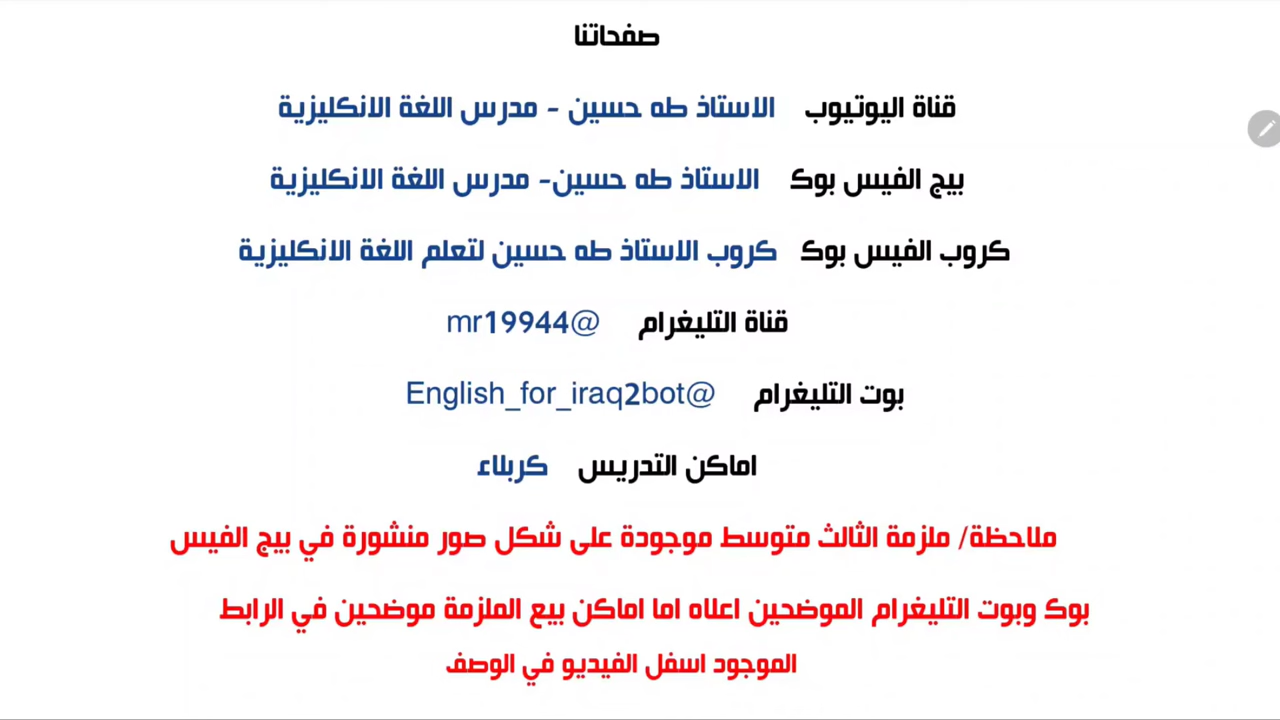 صفحاتنا
قناة اليوتيوب الاستاذ طه حسين - مدرس اللغة الانكليزية
بيج الفيس بوك الاستاذ طه حسين- مدرس اللغة الانكليزية
كروب الفيس بوك كروب الاستاذ طه حسين لتعلم اللغة الانكليزية
قناة التليغرام mr19944@
بوت التليغرام English_for_iraq2bot@
اماكن التدريس كربلاء
ملاحظة/ ملزمة الثالث متوسط موجودة على شكل صور منشورة في بيج الفيس
بوك وبوت التليغرام الموضحين اعلاه اما اماكن بيع الملزمة موضحين في الرابط
الموجود اسفل الفيديو في الوصف